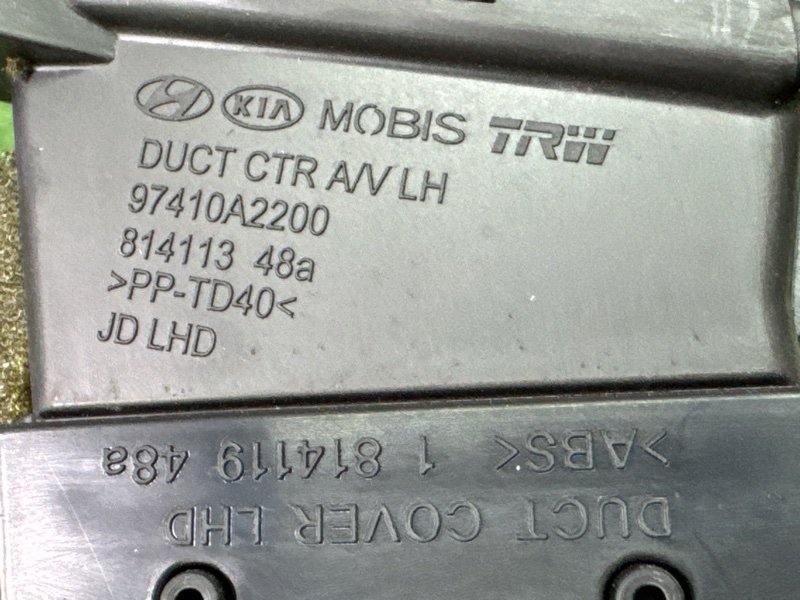 KIA MOBIS TRW
DUCT CTR A/V LH
97410A2200
814113 48a
>PP-TD40<
JD LHD
DUCT COVER LHD
>ABS< 1 814119 48a